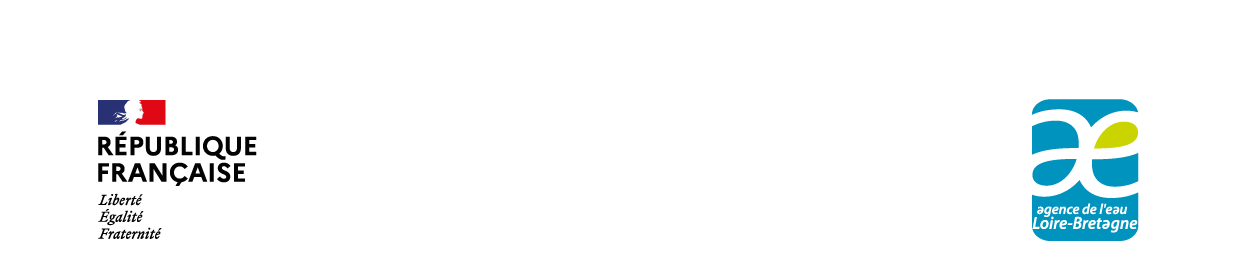 RÉPUBLIQUE
FRANÇAISE
Liberté
Égalité
Fraternité
agence de l'eau
Loire-Bretagne